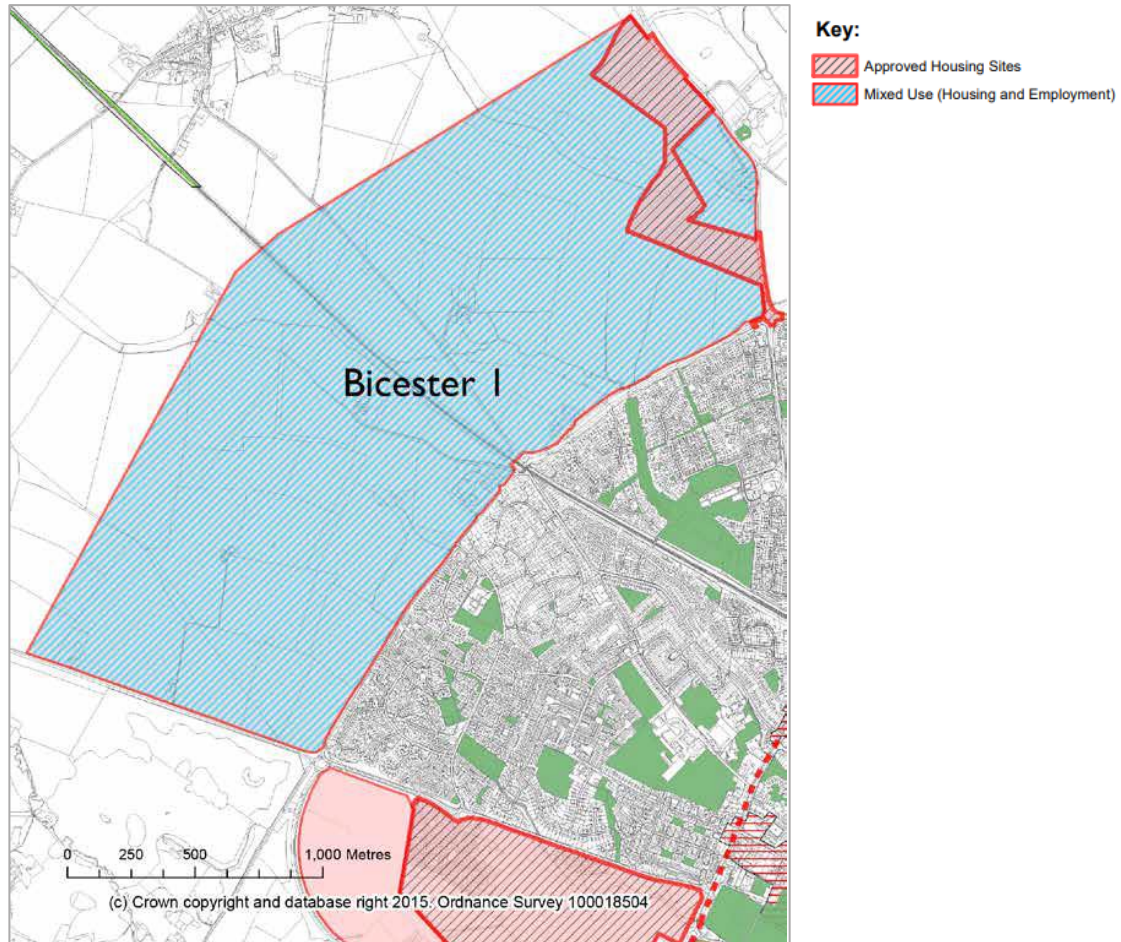 Key:
Approved Housing Sites
Mixed Use (Housing and Employment)
Bicester 1
0 250 500 1,000 Metres
(c) Crown copyright and database right 2015. Ordnance Survey 100018504